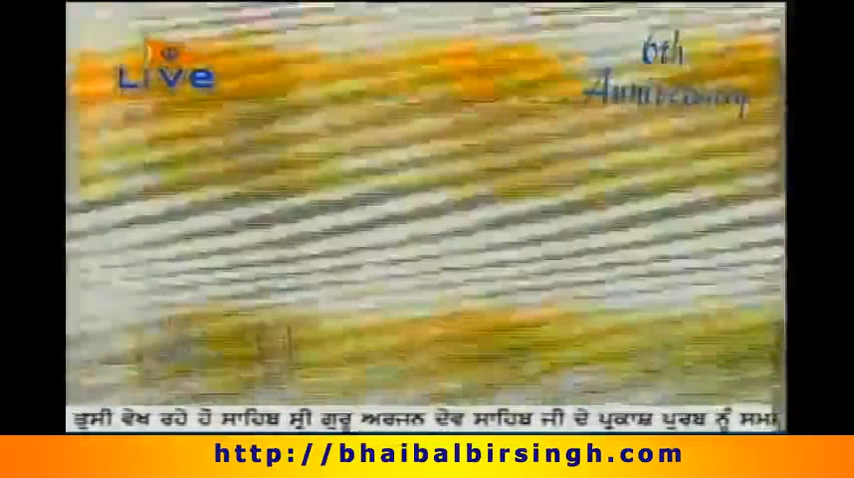 Live
6th
Anniversary
ਤੁਸੀ ਵੇਖ ਰਹੇ ਹੋ ਸਾਹਿਬ ਸ੍ਰੀ ਗੁਰੂ ਅਰਜਨ ਦੇਵ ਸਾਹਿਬ ਜੀ ਦੇ ਪ੍ਰਕਾਸ਼ ਪੁਰਬ ਨੂੰ
http://bhaibalbirsingh.com